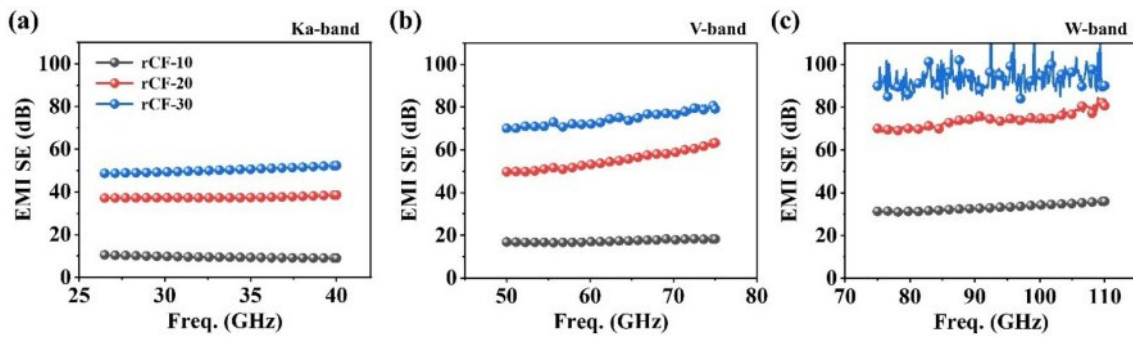 (a)
Ka-band
EMI SE (dB)
100
80
60
40
20
0
rCF-10
rCF-20
rCF-30
25
30
35
40
Freq. (GHz)
(b)
V-band
EMI SE (dB)
100
80
60
40
20
0
50
60
70
80
Freq. (GHz)
(c)
W-band
EMI SE (dB)
100
80
60
40
20
0
70
80
90
100
110
Freq. (GHz)